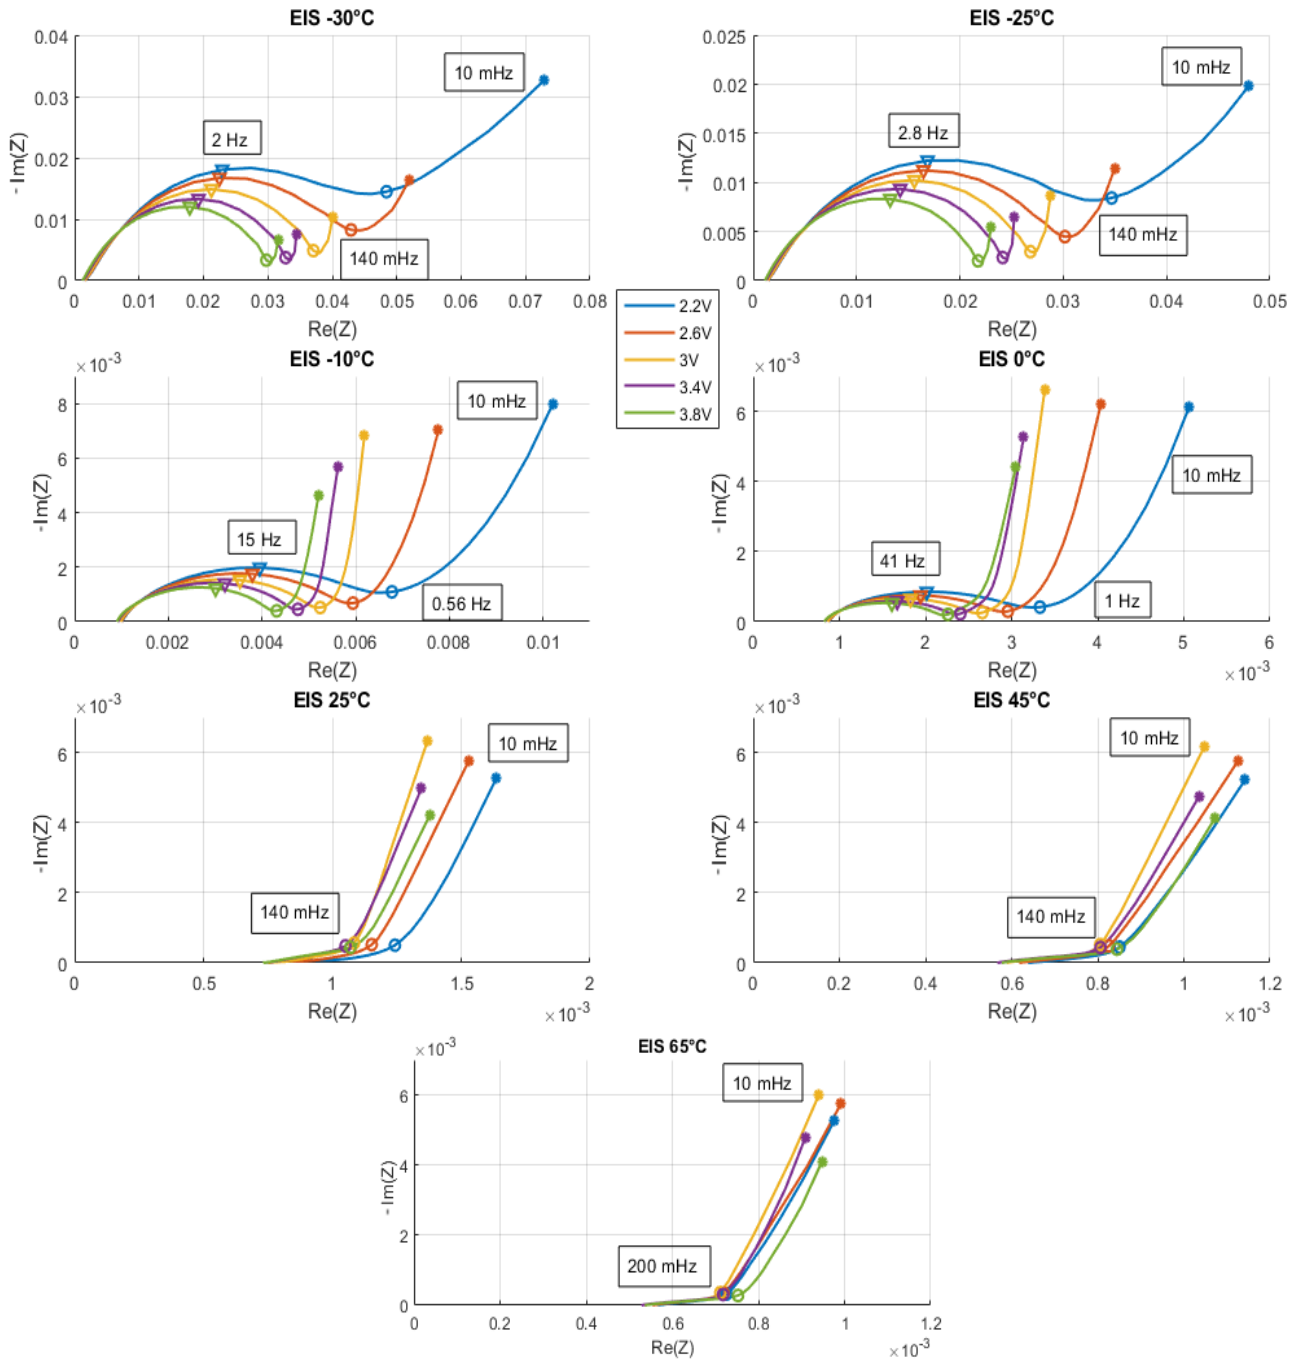 EIS -30°C
0.04
0.03
0.02
0.01
0
- Im(Z)
10 mHz
2 Hz
140 mHz
0 0.01 0.02 0.03 0.04 0.05 0.06 0.07 0.08
Re(Z)
EIS -25°C
0.025
0.02
0.015
0.01
0.005
0
-Im(Z)
10 mHz
2.8 Hz
140 mHz
0 0.01 0.02 0.03 0.04 0.05
Re(Z)
2.2V
2.6V
3V
3.4V
3.8V
EIS -10°C
×10-3
8
6
4
2
0
-Im(Z)
10 mHz
15 Hz
0.56 Hz
0 0.002 0.004 0.006 0.008 0.01
Re(Z)
EIS 0°C
×10-3
6
4
2
0
-Im(Z)
10 mHz
41 Hz
1 Hz
0 1 2 3 4 5 6
Re(Z)
×10-3
EIS 25°C
×10-3
6
4
2
0
-Im(Z)
10 mHz
140 mHz
0 0.5 1 1.5 2
Re(Z)
×10-3
EIS 45°C
×10-3
6
4
2
0
-Im(Z)
10 mHz
140 mHz
0 0.2 0.4 0.6 0.8 1 1.2
Re(Z)
×10-3
EIS 65°C
×10-3
6
4
2
0
- Im(Z)
10 mHz
200 mHz
0 0.2 0.4 0.6 0.8 1 1.2
Re(Z)
×10-3